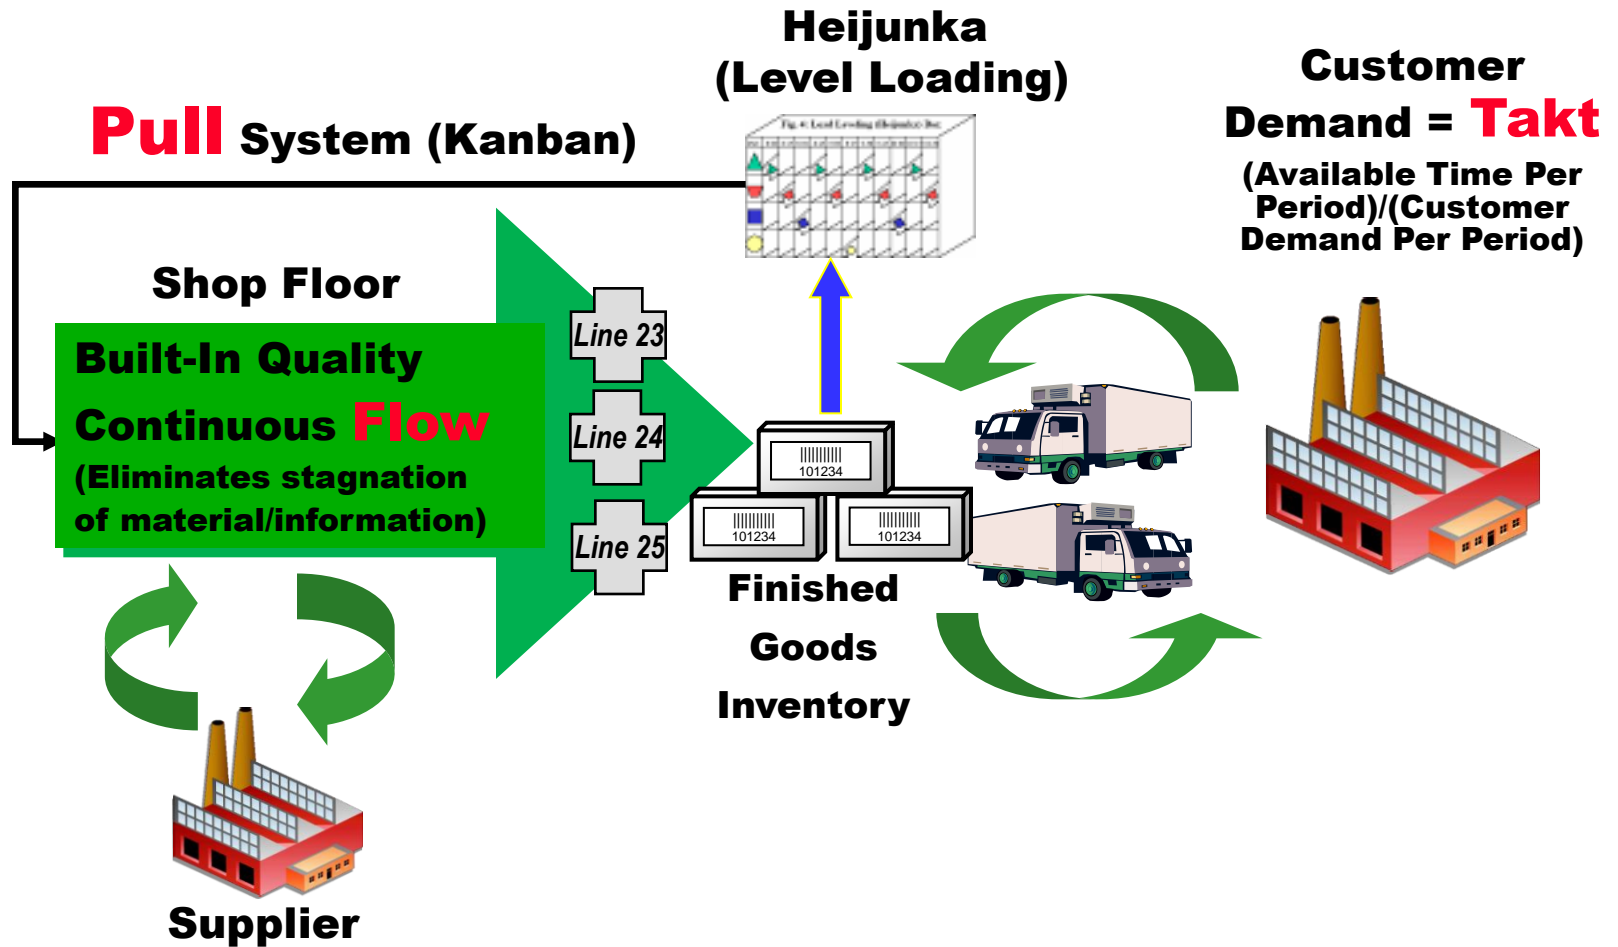 Heijunka
(Level Loading)
Customer
Demand = Takt
(Available Time Per
Period)/(Customer
Demand Per Period)
Pull System (Kanban)
Shop Floor
Built-In Quality
Continuous Flow
(Eliminates stagnation
of material/information)
Line 23
Line 24
Line 25
101234
101234
101234
Finished
Goods
Inventory
Supplier